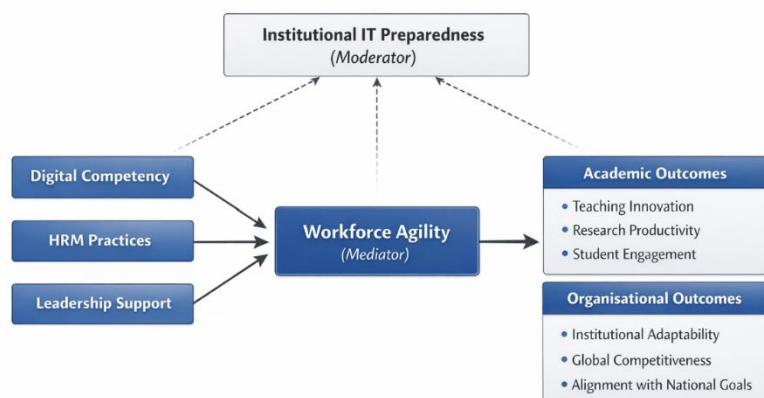 Institutional IT Preparedness
(Moderator)
Digital Competency
HRM Practices
Leadership Support
Workforce Agility
(Mediator)
Academic Outcomes
• Teaching Innovation
• Research Productivity
• Student Engagement
Organisational Outcomes
• Institutional Adaptability
• Global Competitiveness
• Alignment with National Goals